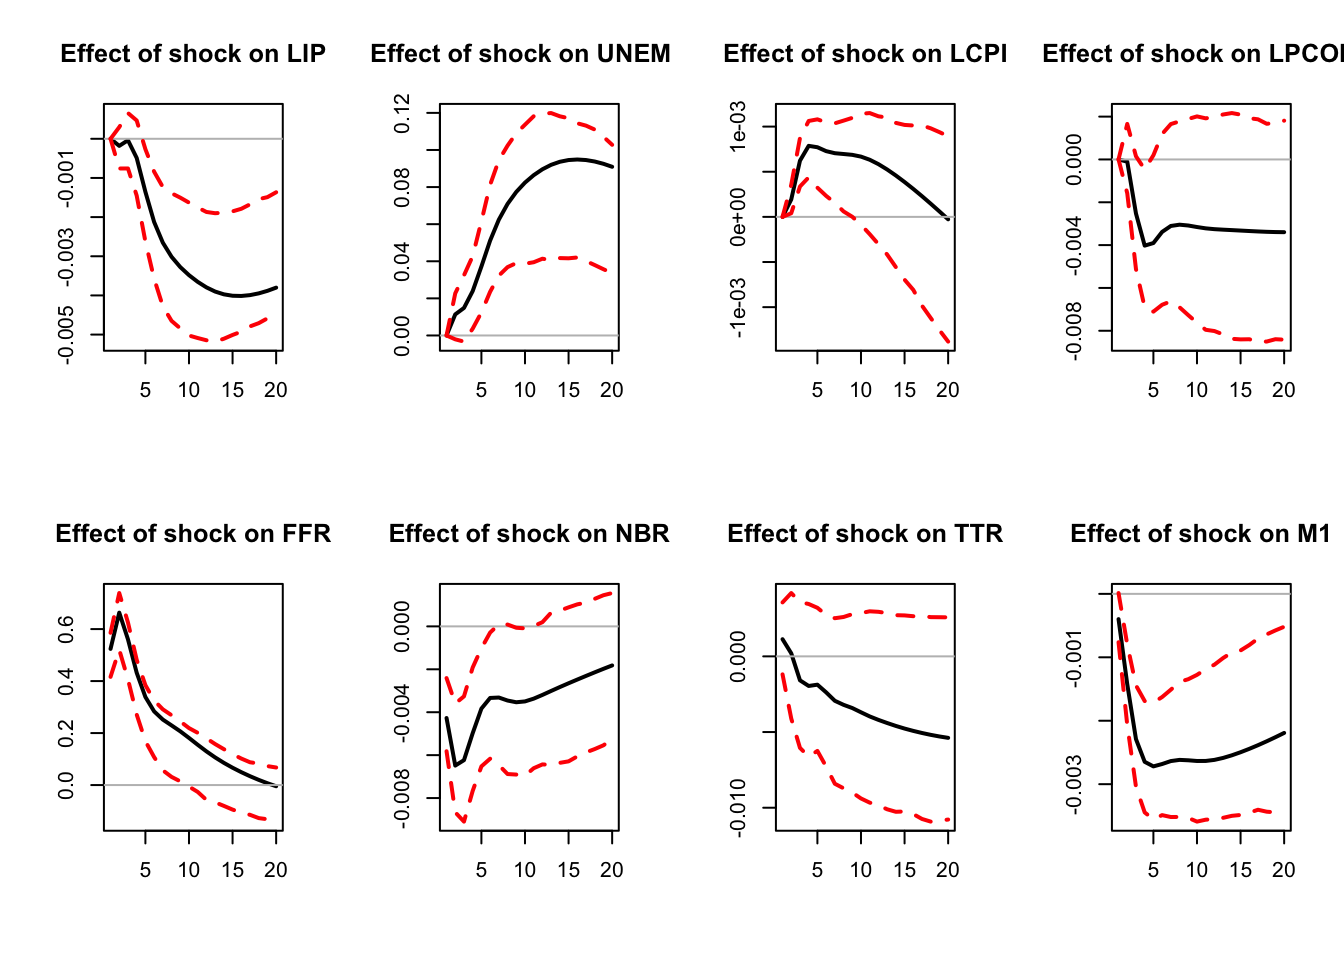 Effect of shock on LIP
Effect of shock on UNEM
Effect of shock on LCPI
Effect of shock on LPCO
-0.001
-0.003
-0.005
5 10 15 20
0.12
0.08
0.04
0.00
5 10 15 20
1e-03
0e+00
-1e-03
5 10 15 20
0.000
-0.004
-0.008
5 10 15 20
Effect of shock on FFR
Effect of shock on NBR
Effect of shock on TTR
Effect of shock on M1
0.6
0.4
0.2
0.0
5 10 15 20
0.000
-0.004
-0.008
5 10 15 20
0.000
-0.010
5 10 15 20
-0.001
-0.003
5 10 15 20